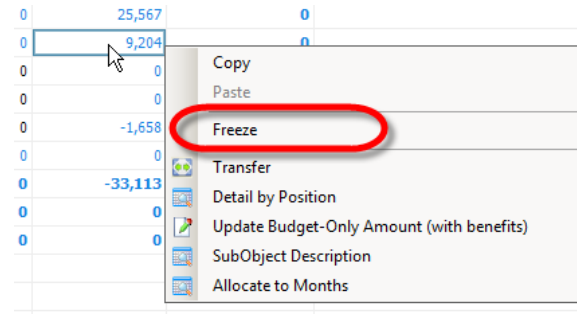 0 25,567 0
0 9,204 0
0 0
0 0
0 -1,658
0 0
0 -33,113
0 0
0 0
Copy
Paste
Freeze
Transfer
Detail by Position
Update Budget-Only Amount (with benefits)
SubObject Description
Allocate to Months